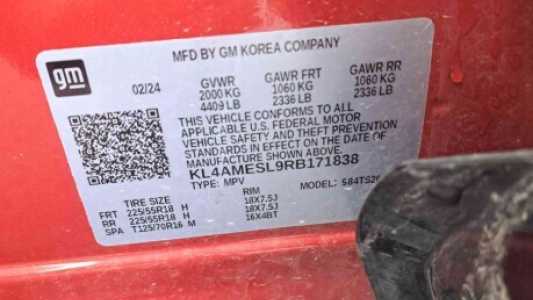 MFD BY GM KOREA COMPANY
gm
02/24 GVWR GAWR FRT GAWR RR
2000 KG 1060 KG 1060 KG
4409 LB 2336 LB 2336 LB
THIS VEHICLE CONFORMS TO ALL
APPLICABLE U.S. FEDERAL MOTOR
VEHICLE SAFETY AND THEFT PREVENTION
STANDARDS IN EFFECT ON THE DATE OF
MANUFACTURE SHOWN ABOVE.
KL4AMESL9RB171838
TYPE: MPV MODEL:
TIRE SIZE RIM
FRT 225/55R18 H 18X7.5J
RR 225/55R18 H 18X7.5J
SPA T125/70R16 M 16X4BT